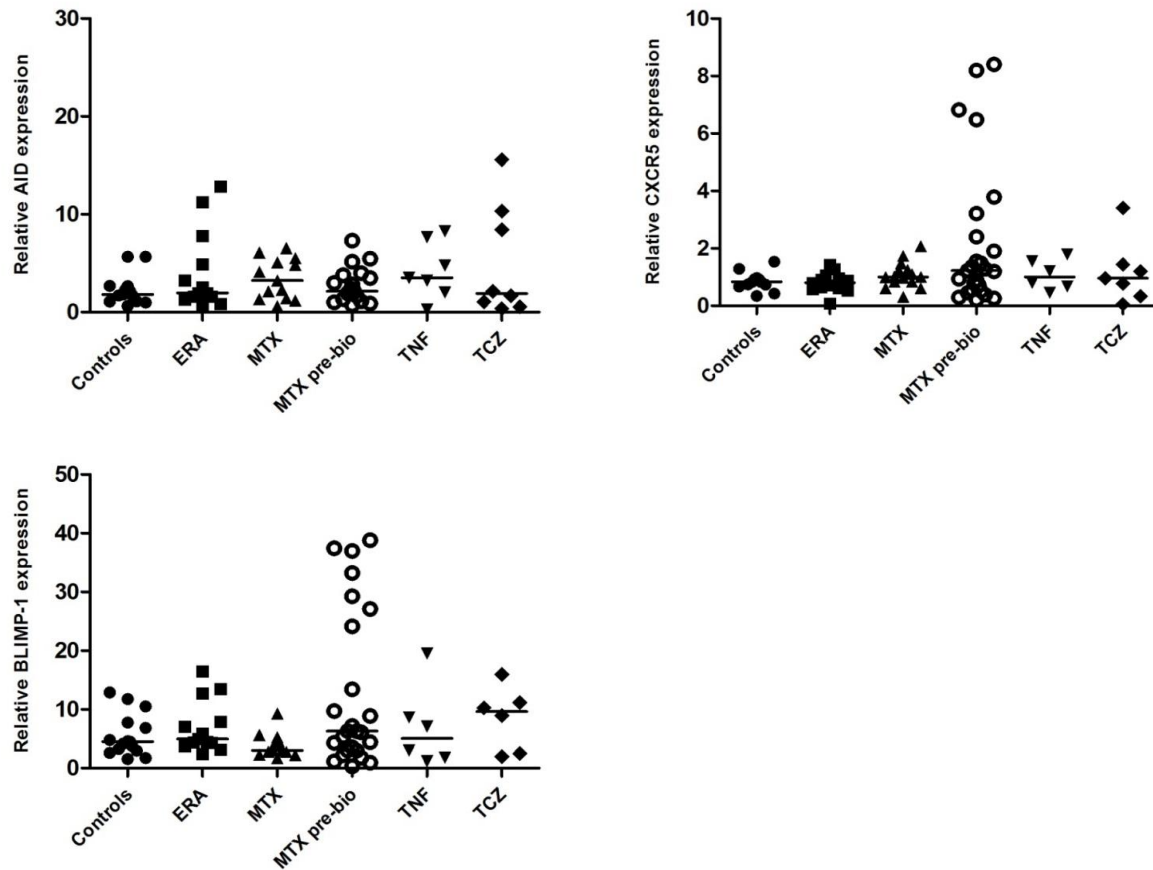 Relative AID expression
30
20
10
0
Controls
ERA
MTX
MTX pre-bio
TNF
TCZ
Relative CXCR5 expression
10
8
6
4
2
0
Controls
ERA
MTX
MTX pre-bio
TNF
TCZ
Relative BLIMP-1 expression
50
40
30
20
10
0
Controls
ERA
MTX
MTX pre-bio
TNF
TCZ